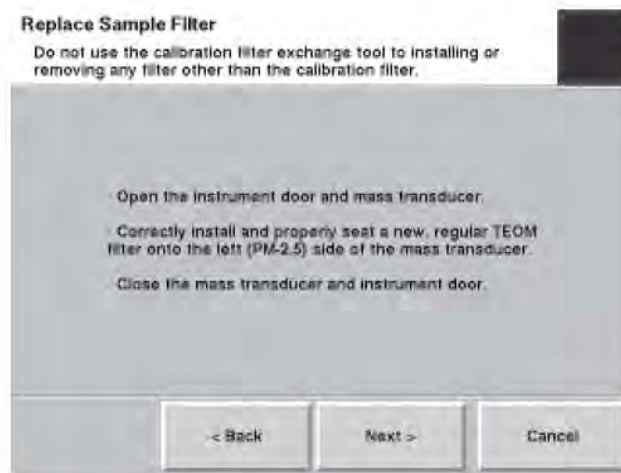 Replace Sample Filter
Do not use the calibration filter exchange tool to installing or
removing any filter other than the calibration filter.
· Open the instrument door and mass transducer.
· Correctly install and properly seat a new, regular TEOM
filter onto the left (PM-2.5) side of the mass transducer.
· Close the mass transducer and instrument door.
< Back
Next >
Cancel